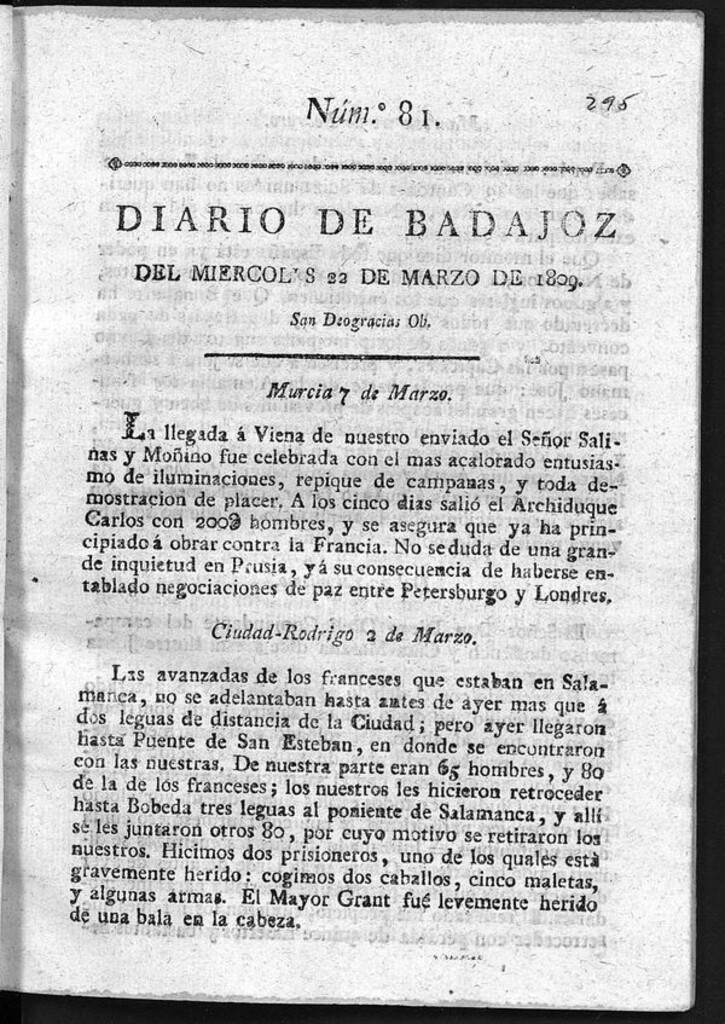 Núm.º 81.
295
DIARIO DE BADAJOZ
DEL MIERCOL'S 22 DE MARZO DE 1809.
San Deogracias Ob.
Murcia 7 de Marzo.
La llegada á Viena de nuestro enviado el Señor Sali-
nas y Moñino fue celebrada con el mas acalorado entusias-
mo de iluminaciones, repique de campanas, y toda de-
mostracion de placer. A los cinco dias salió el Archiduque
Carlos con hombres, y se asegura que ya ha prin-
cipiado á obrar contra la Francia. No se duda de una gran-
de inquietud en Prusia, y á su consecuencia de haberse en-
tablado negociaciones de paz entre Petersburgo y Londres.
Ciudad-Rodrigo 2 de Marzo.
Las avanzadas de los franceses que estaban en Sala-
manca, no se adelantaban hasta antes de ayer mas que á
dos leguas de distancia de la Ciudad; pero ayer llegaron
hasta Puente de San Esteban, en donde se encontraron
con las nuestras. De nuestra parte eran 65 hombres, y 80
de la de los franceses; los nuestros les hicieron retroceder
hasta Bobeda tres leguas al poniente de Salamanca, y allí
se les juntaron otros 80, por cuyo motivo se retiraron los
nuestros. Hicimos dos prisioneros, uno de los quales está
gravemente herido: cogimos dos caballos, cinco maletas,
y algunas armas. El Mayor Grant fué levemente herido
de una bala en la cabeza.